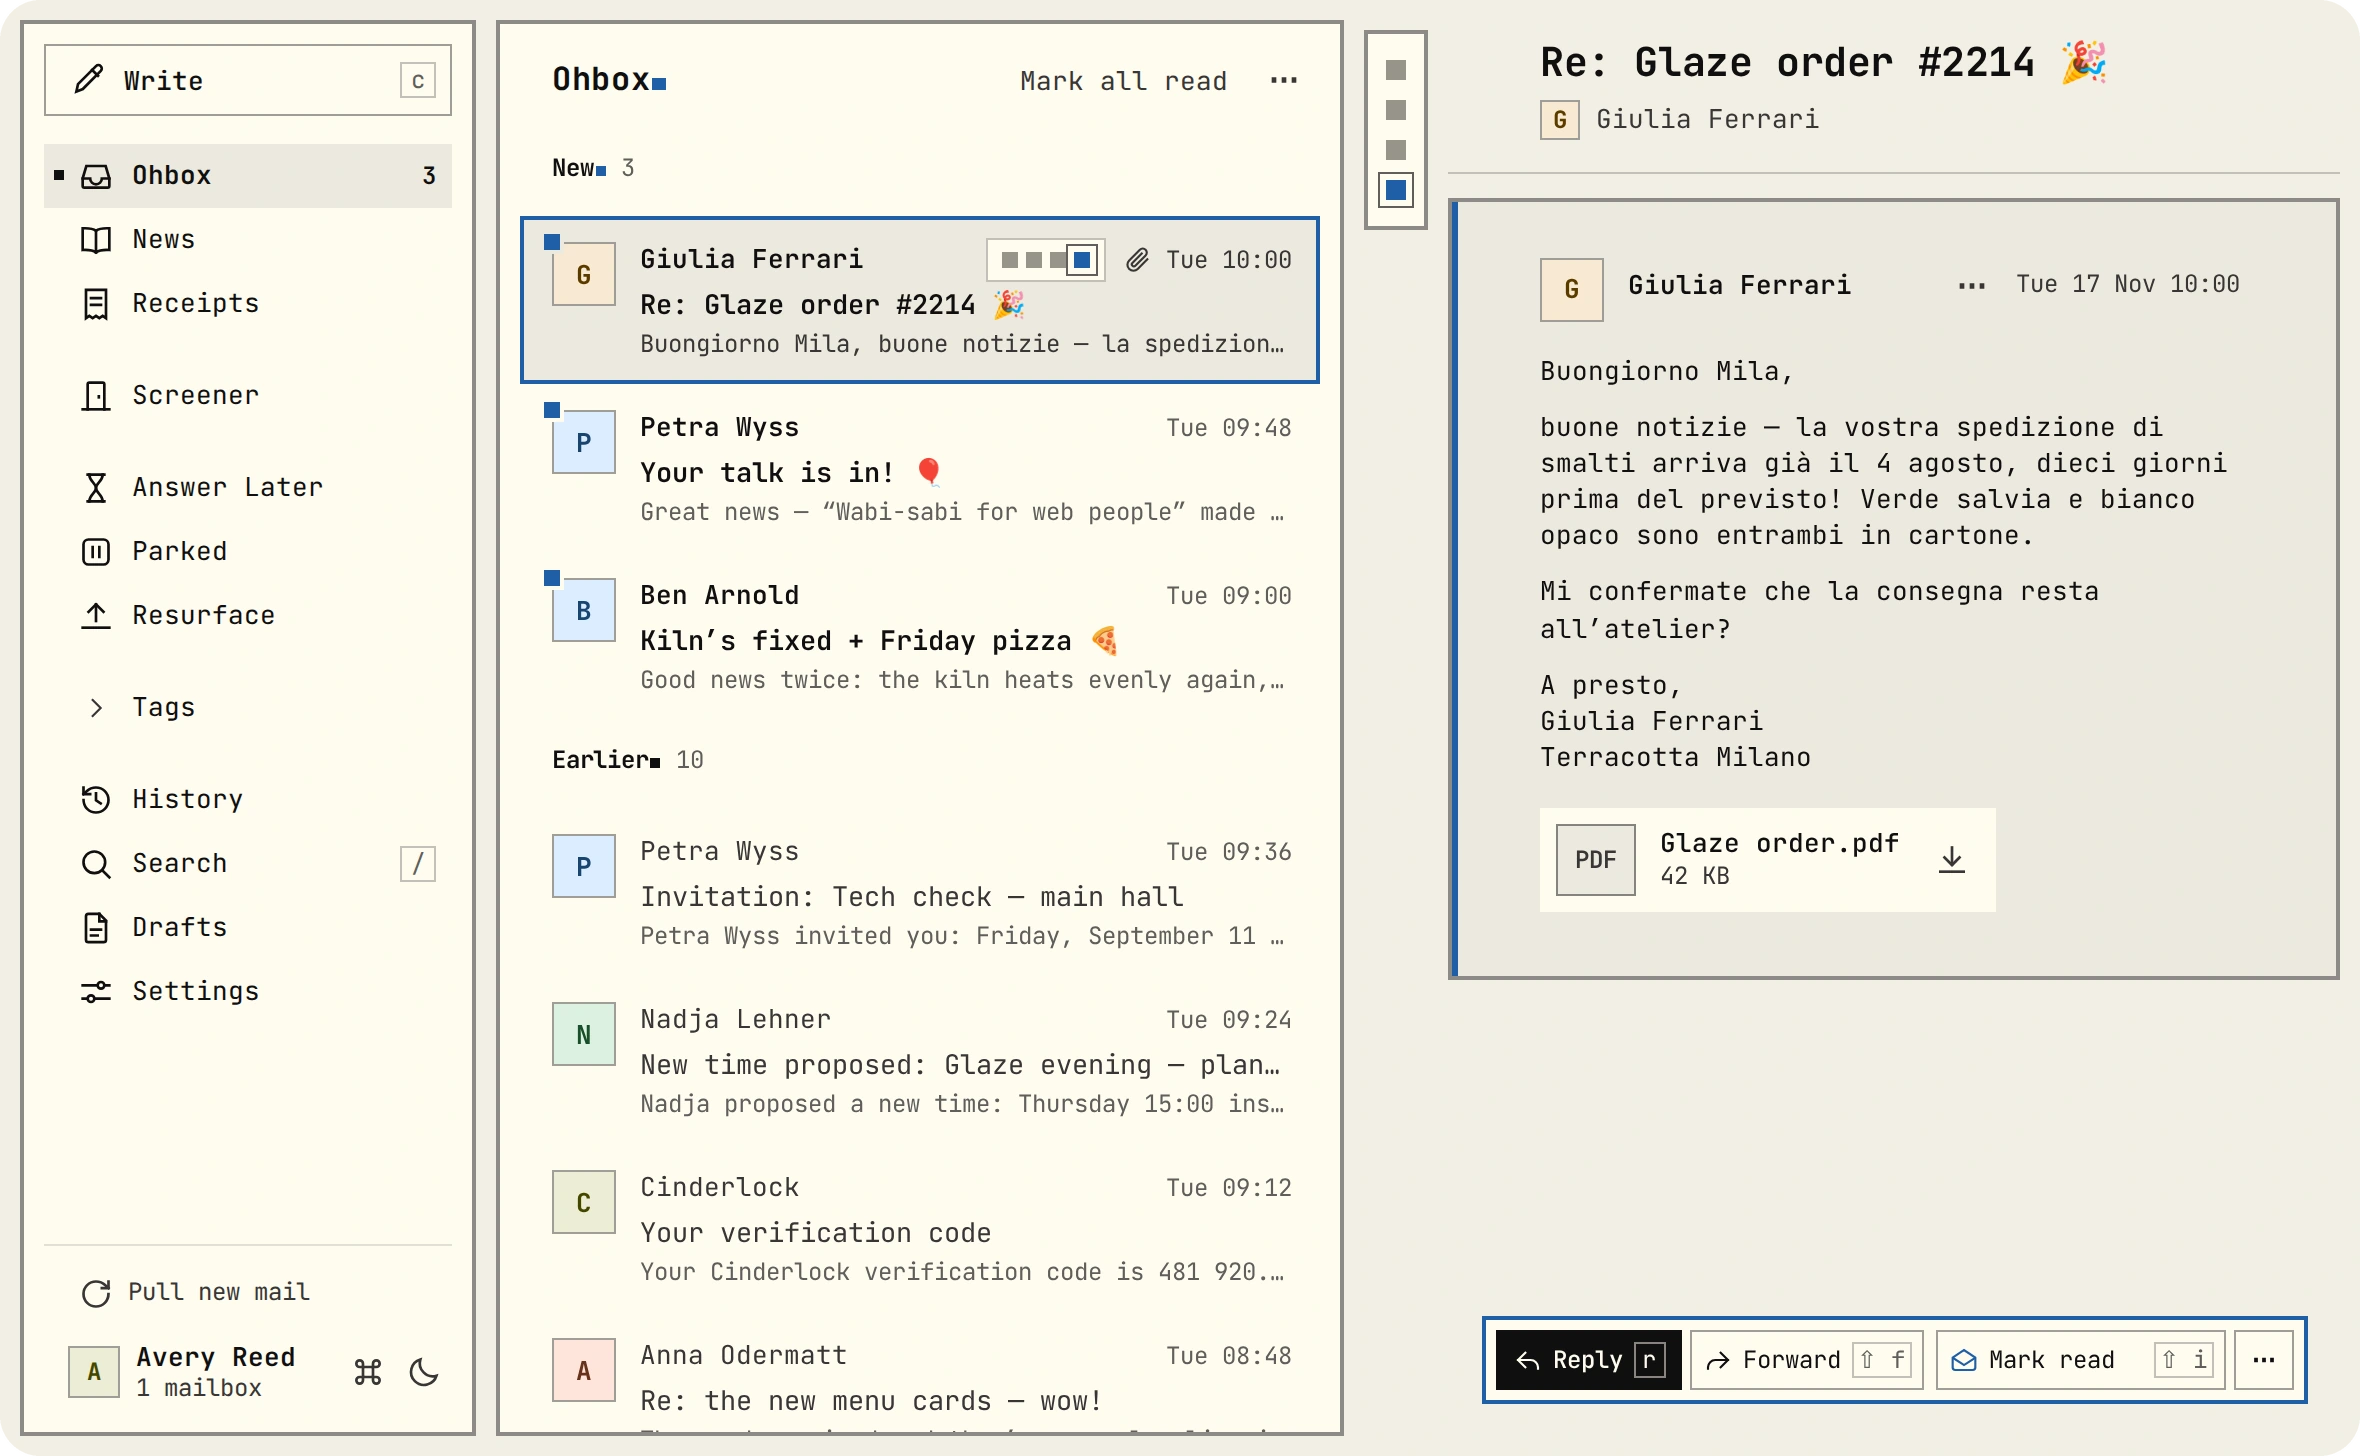 Write c
Ohbox 3
News
Receipts
Screener
Answer Later
Parked
Resurface
Tags
History
Search /
Drafts
Settings
Pull new mail
A Avery Reed
1 mailbox
Ohbox Mark all read ⋯
New 3
G Giulia Ferrari Tue 10:00
Re: Glaze order #2214 🎉
Buongiorno Mila, buone notizie — la spedizion…
P Petra Wyss Tue 09:48
Your talk is in! 🎈
Great news — “Wabi-sabi for web people” made …
B Ben Arnold Tue 09:00
Kiln’s fixed + Friday pizza 🍕
Good news twice: the kiln heats evenly again,…
Earlier 10
P Petra Wyss Tue 09:36
Invitation: Tech check — main hall
Petra Wyss invited you: Friday, September 11 …
N Nadja Lehner Tue 09:24
New time proposed: Glaze evening — plan…
Nadja proposed a new time: Thursday 15:00 ins…
C Cinderlock Tue 09:12
Your verification code
Your Cinderlock verification code is 481 920.…
A Anna Odermatt Tue 08:48
Re: the new menu cards — wow!
Re: Glaze order #2214 🎉
G Giulia Ferrari
G Giulia Ferrari ⋯ Tue 17 Nov 10:00
Buongiorno Mila,
buone notizie — la vostra spedizione di
smalti arriva già il 4 agosto, dieci giorni
prima del previsto! Verde salvia e bianco
opaco sono entrambi in cartone.
Mi confermate che la consegna resta
all’atelier?
A presto,
Giulia Ferrari
Terracotta Milano
PDF Glaze order.pdf
42 KB
Reply r Forward ⇧ f Mark read ⇧ i ⋯